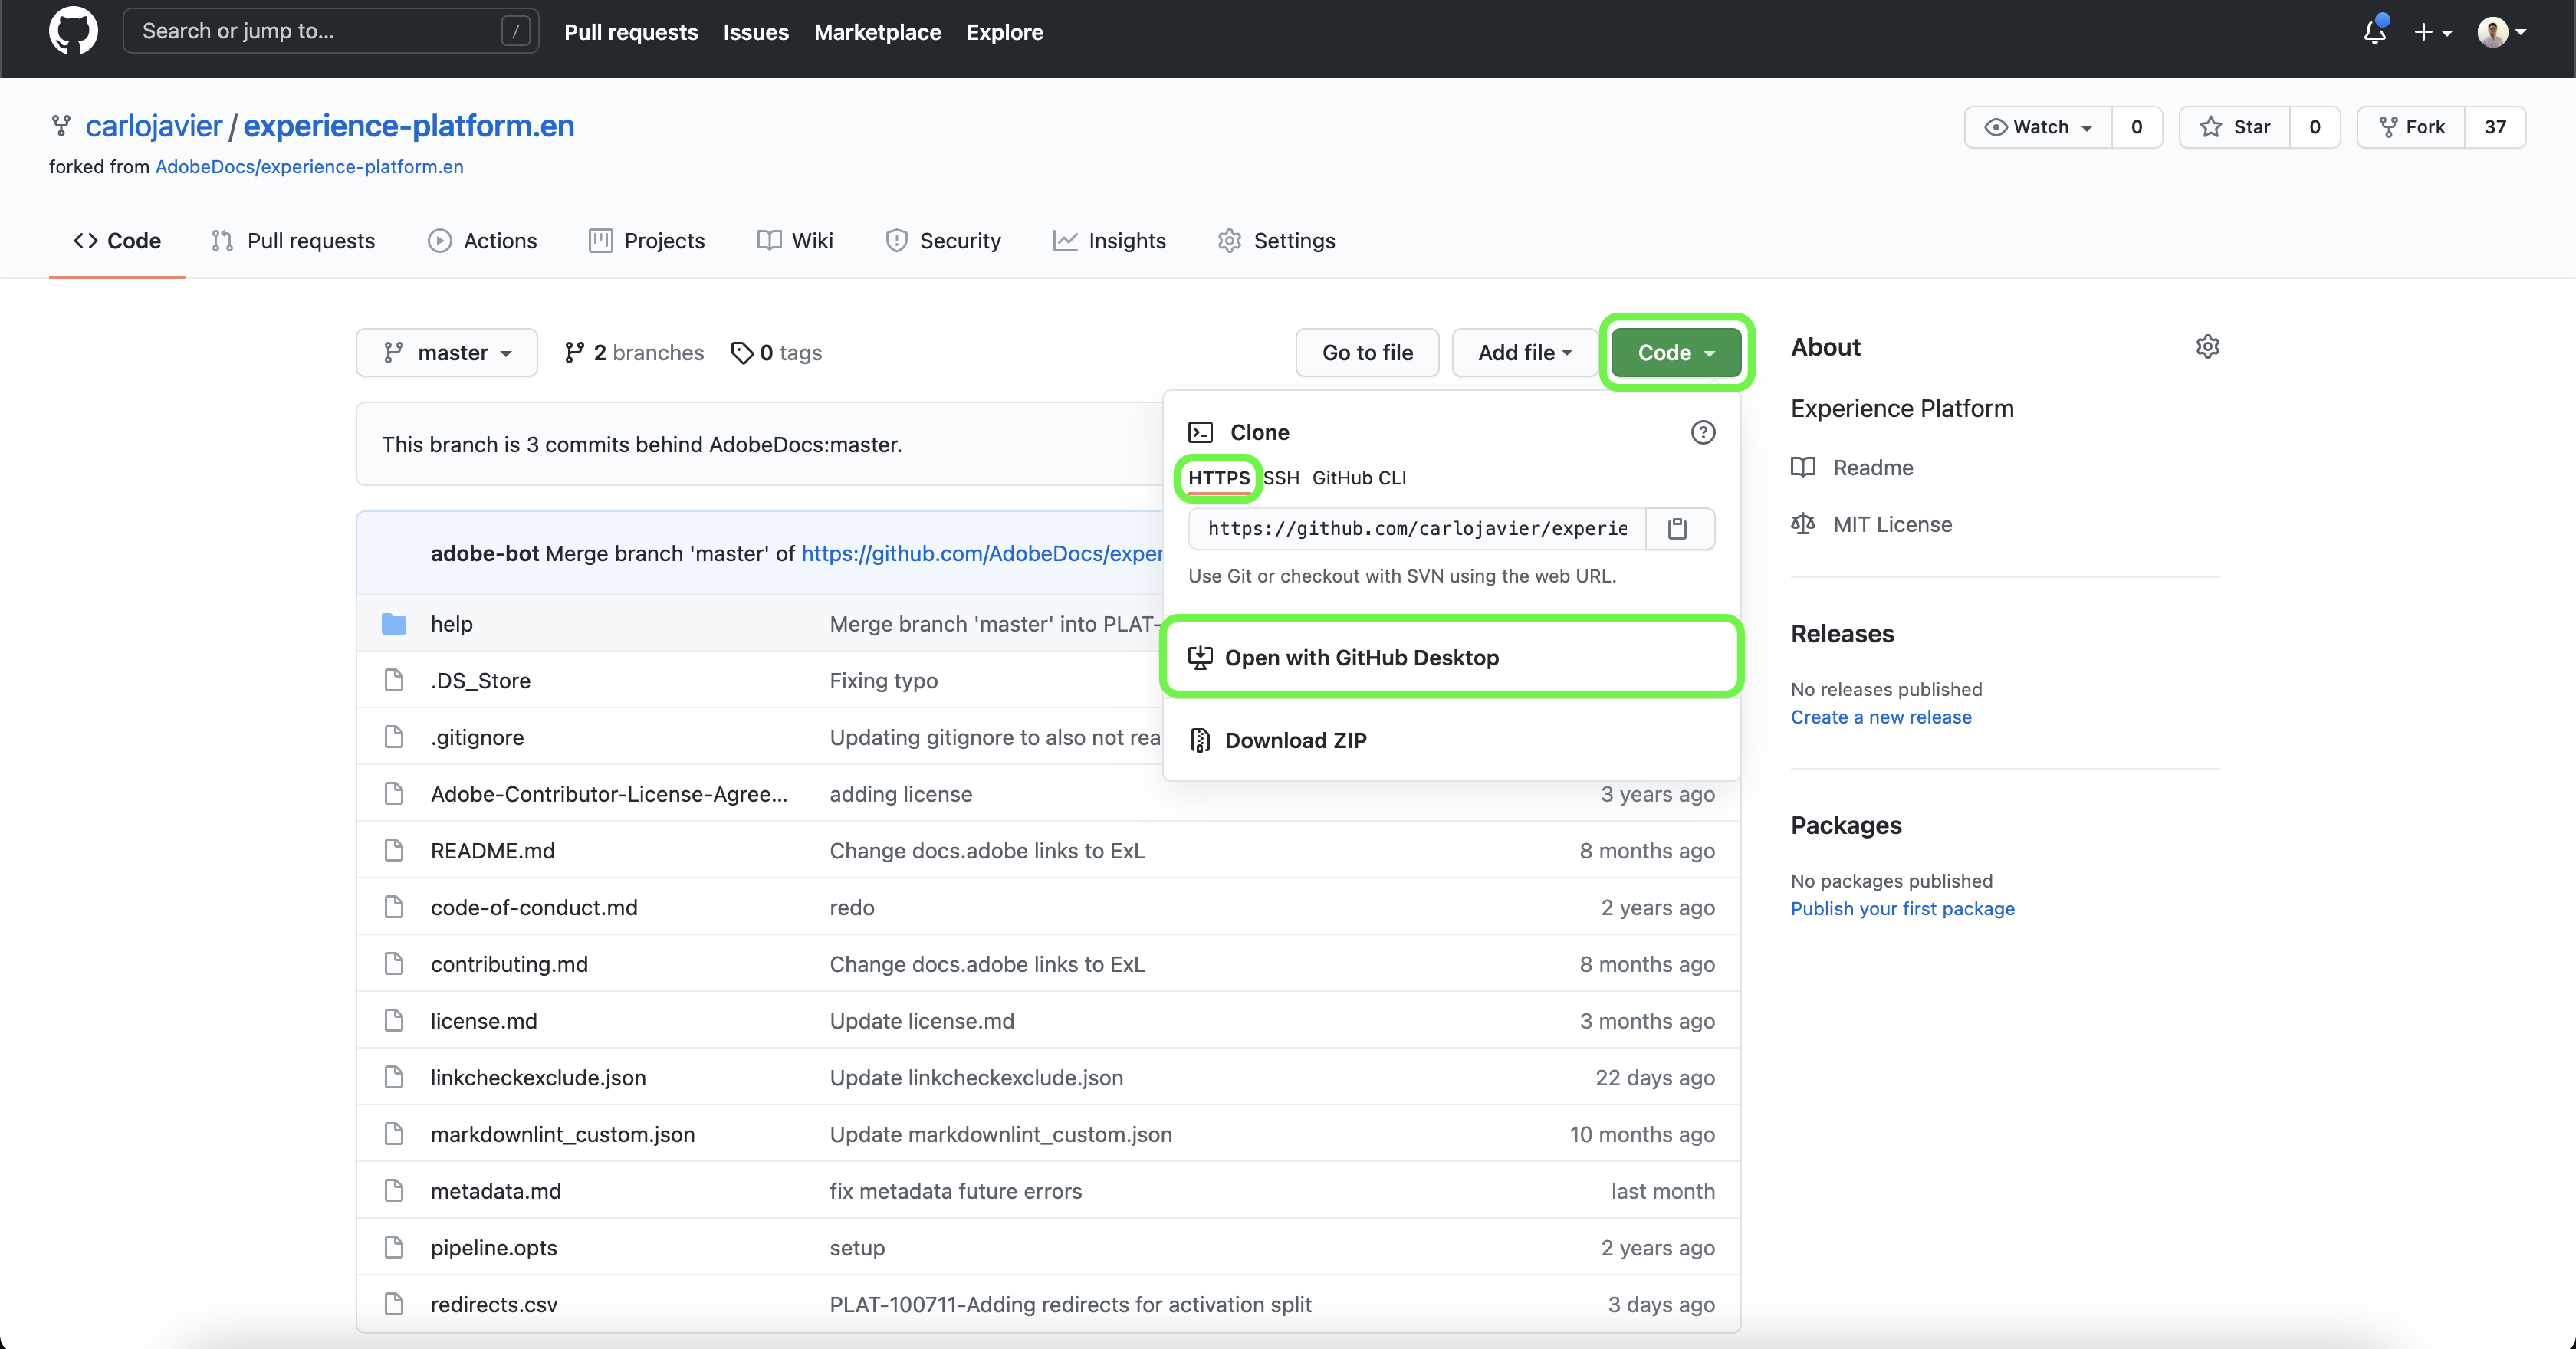 Search or jump to... /
Pull requests Issues Marketplace Explore
carlojavier / experience-platform.en
forked from AdobeDocs/experience-platform.en
Watch 0 Star 0 Fork 37
Code Pull requests Actions Projects Wiki Security Insights Settings
master 2 branches 0 tags
Go to file Add file Code
This branch is 3 commits behind AdobeDocs:master.
Clone
HTTPS SSH GitHub CLI
https://github.com/carlojavier/experie
Use Git or checkout with SVN using the web URL.
Open with GitHub Desktop
Download ZIP
adobe-bot Merge branch 'master' of https://github.com/AdobeDocs/exper
help Merge branch 'master' into PLAT-
.DS_Store Fixing typo
.gitignore Updating gitignore to also not rea
Adobe-Contributor-License-Agree... adding license 3 years ago
README.md Change docs.adobe links to ExL 8 months ago
code-of-conduct.md redo 2 years ago
contributing.md Change docs.adobe links to ExL 8 months ago
license.md Update license.md 3 months ago
linkcheckexclude.json Update linkcheckexclude.json 22 days ago
markdownlint_custom.json Update markdownlint_custom.json 10 months ago
metadata.md fix metadata future errors last month
pipeline.opts setup 2 years ago
redirects.csv PLAT-100711-Adding redirects for activation split 3 days ago
About
Experience Platform
Readme
MIT License
Releases
No releases published
Create a new release
Packages
No packages published
Publish your first package